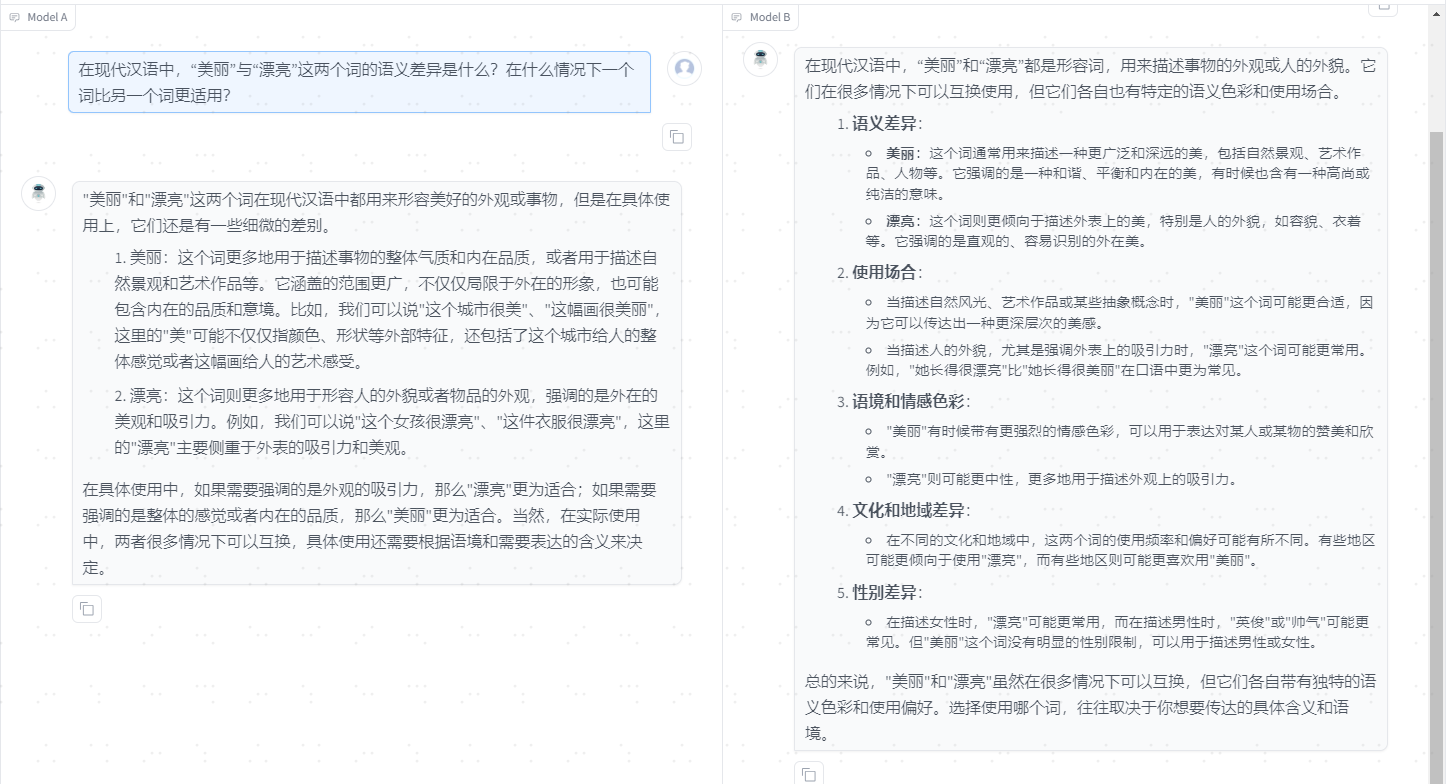 Model A
在现代汉语中，“美丽”与“漂亮”这两个词的语义差异是什么？在什么情况下一个
词比另一个词更适用？
"美丽"和"漂亮"这两个词在现代汉语中都用来形容美好的外观或事物，但是在具体使
用上，它们还是有一些细微的差别。
1. 美丽：这个词更多地用于描述事物的整体气质和内在品质，或者用于描述自
然景观和艺术作品等。它涵盖的范围更广，不仅仅局限于外在的形象，也可能
包含内在的品质和意境。比如，我们可以说"这个城市很美"、"这幅画很美丽"，
这里的"美"可能不仅仅指颜色、形状等外部特征，还包括了这个城市给人的整
体感觉或者这幅画给人的艺术感受。
2. 漂亮：这个词则更多地用于形容人的外貌或者物品的外观，强调的是外在的
美观和吸引力。例如，我们可以说"这个女孩很漂亮"、"这件衣服很漂亮"，这里
的"漂亮"主要侧重于外表的吸引力和美观。
在具体使用中，如果需要强调的是外观的吸引力，那么"漂亮"更为适合；如果需要
强调的是整体的感觉或者内在的品质，那么"美丽"更为适合。当然，在实际使用
中，两者很多情况下可以互换，具体使用还需要根据语境和需要表达的含义来决
定。
Model B
在现代汉语中，“美丽”和“漂亮”都是形容词，用来描述事物的外观或人的外貌。它
们在很多情况下可以互换使用，但它们各自也有特定的语义色彩和使用场合。
1. 语义差异：
美丽：这个词通常用来描述一种更广泛和深远的美，包括自然景观、艺术作
品、人物等。它强调的是一种和谐、平衡和内在的美，有时候也含有一种高尚或
纯洁的意味。
漂亮：这个词则更倾向于描述外表上的美，特别是人的外貌，如容貌、衣着
等。它强调的是直观的、容易识别的外在美。
2. 使用场合：
当描述自然风光、艺术作品或某些抽象概念时，"美丽"这个词可能更合适，因
为它可以传达出一种更深层次的美感。
当描述人的外貌，尤其是强调外表上的吸引力时，"漂亮"这个词可能更常用。
例如，"她长得很漂亮"比"她长得很美丽"在口语中更为常见。
3. 语境和情感色彩：
"美丽"有时候带有更强烈的情感色彩，可以用于表达对某人或某物的赞美和欣
赏。
"漂亮"则可能更中性，更多地用于描述外观上的吸引力。
4. 文化和地域差异：
在不同的文化和地域中，这两个词的使用频率和偏好可能有所不同。有些地区
可能更倾向于使用"漂亮"，而有些地区则可能更喜欢用"美丽"。
5. 性别差异：
在描述女性时，"漂亮"可能更常用，而在描述男性时，"英俊"或"帅气"可能更
常见。但"美丽"这个词没有明显的性别限制，可以用于描述男性或女性。
总的来说，"美丽"和"漂亮"虽然在很多情况下可以互换，但它们各自带有独特的语
义色彩和使用偏好。选择使用哪个词，往往取决于你想要传达的具体含义和语
境。